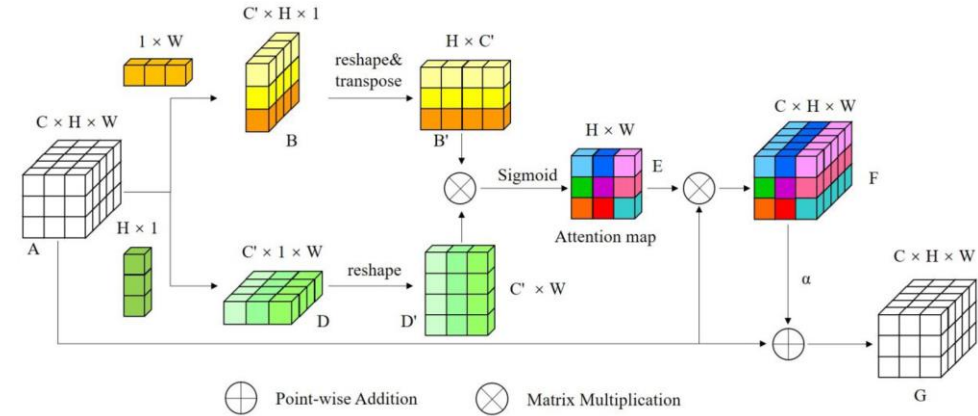 C' × H × 1
1 × W
H × C'
reshape&
transpose
C × H × W
B
B'
H × W
C × H × W
Sigmoid
E
F
A
H × 1
Attention map
C' × 1 × W
reshape
C' × W
α
C × H × W
D
D'
G
Point-wise Addition
Matrix Multiplication